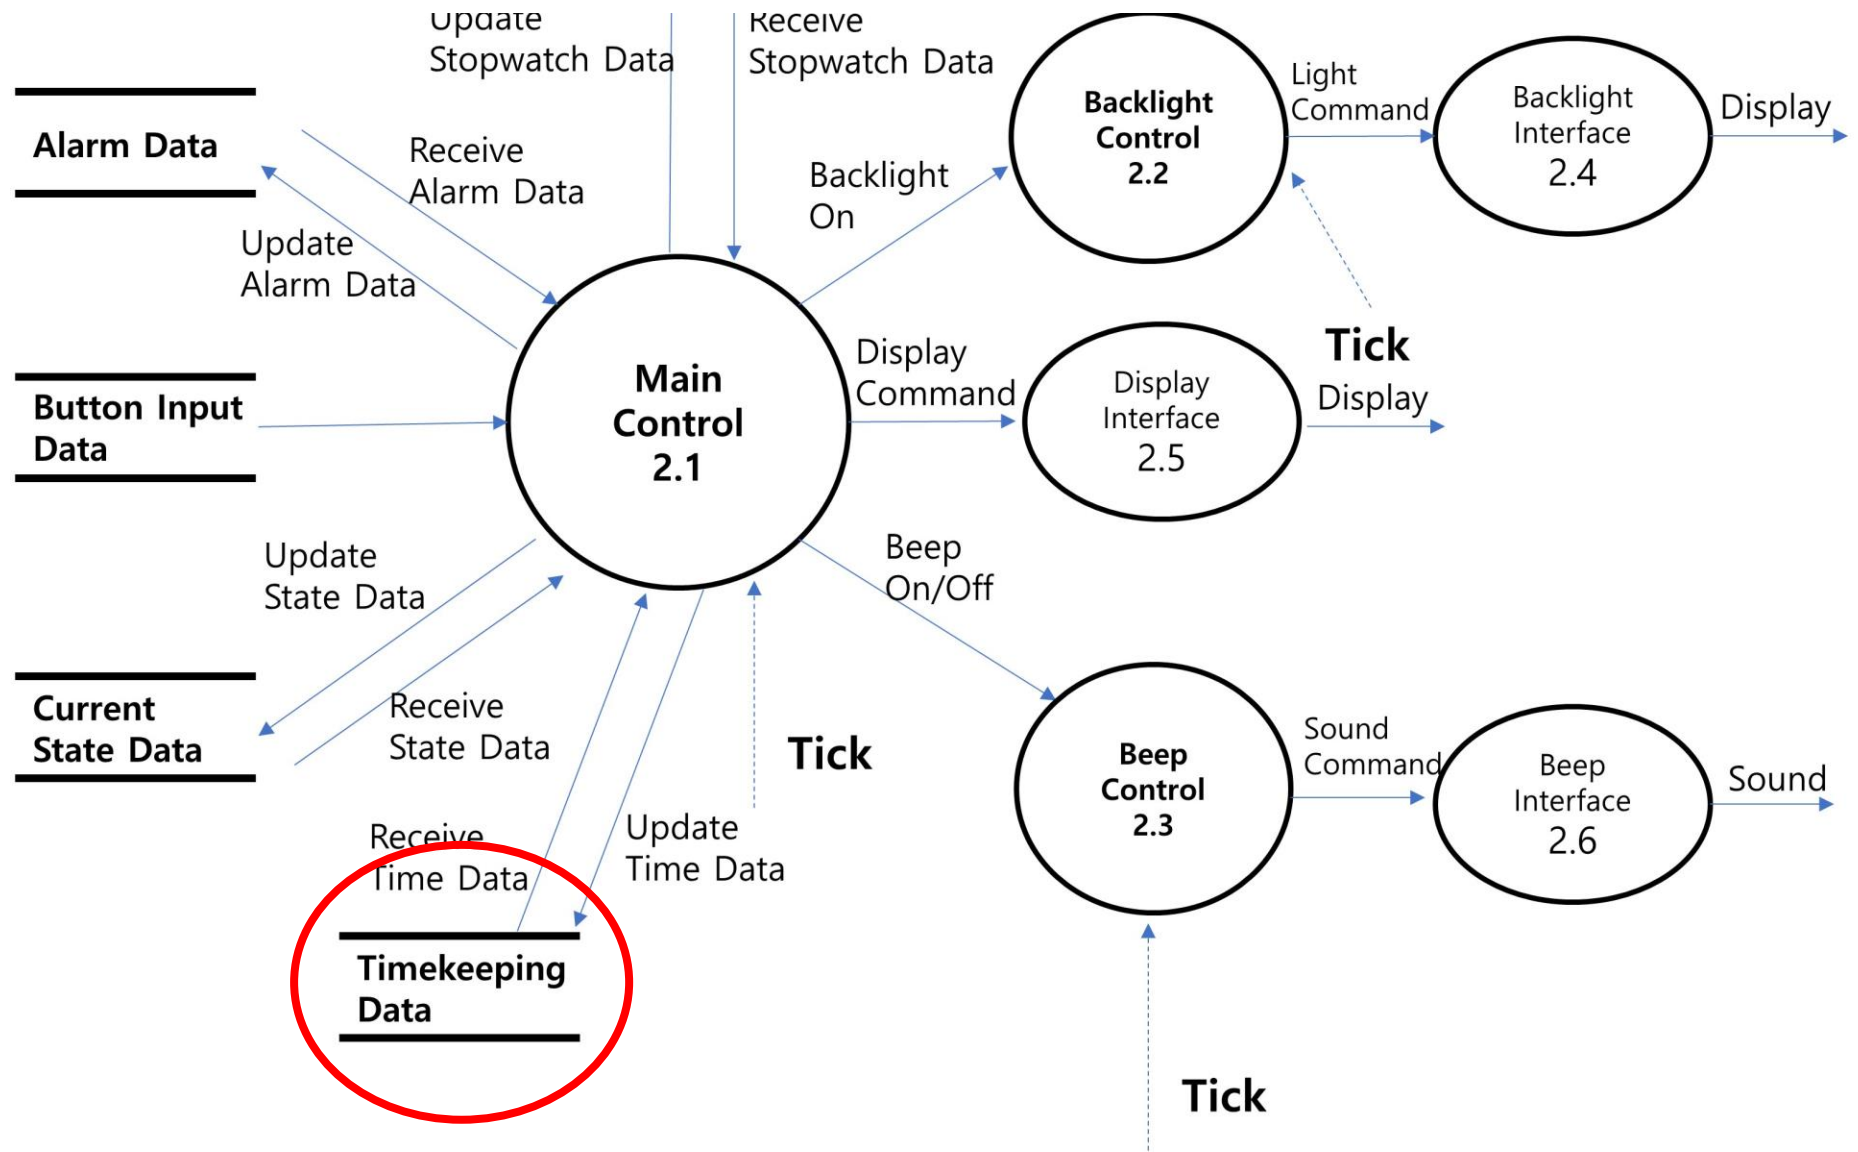 Update
Stopwatch Data
Receive
Stopwatch Data
Alarm Data
Receive
Alarm Data
Update
Alarm Data
Backlight
On
Backlight
Control
2.2
Light
Command
Backlight
Interface
2.4
Display
Tick
Button Input
Data
Main
Control
2.1
Display
Command
Display
Interface
2.5
Display
Update
State Data
Beep
On/Off
Current
State Data
Receive
State Data
Tick
Beep
Control
2.3
Sound
Command
Beep
Interface
2.6
Sound
Receive
Time Data
Update
Time Data
Timekeeping
Data
Tick